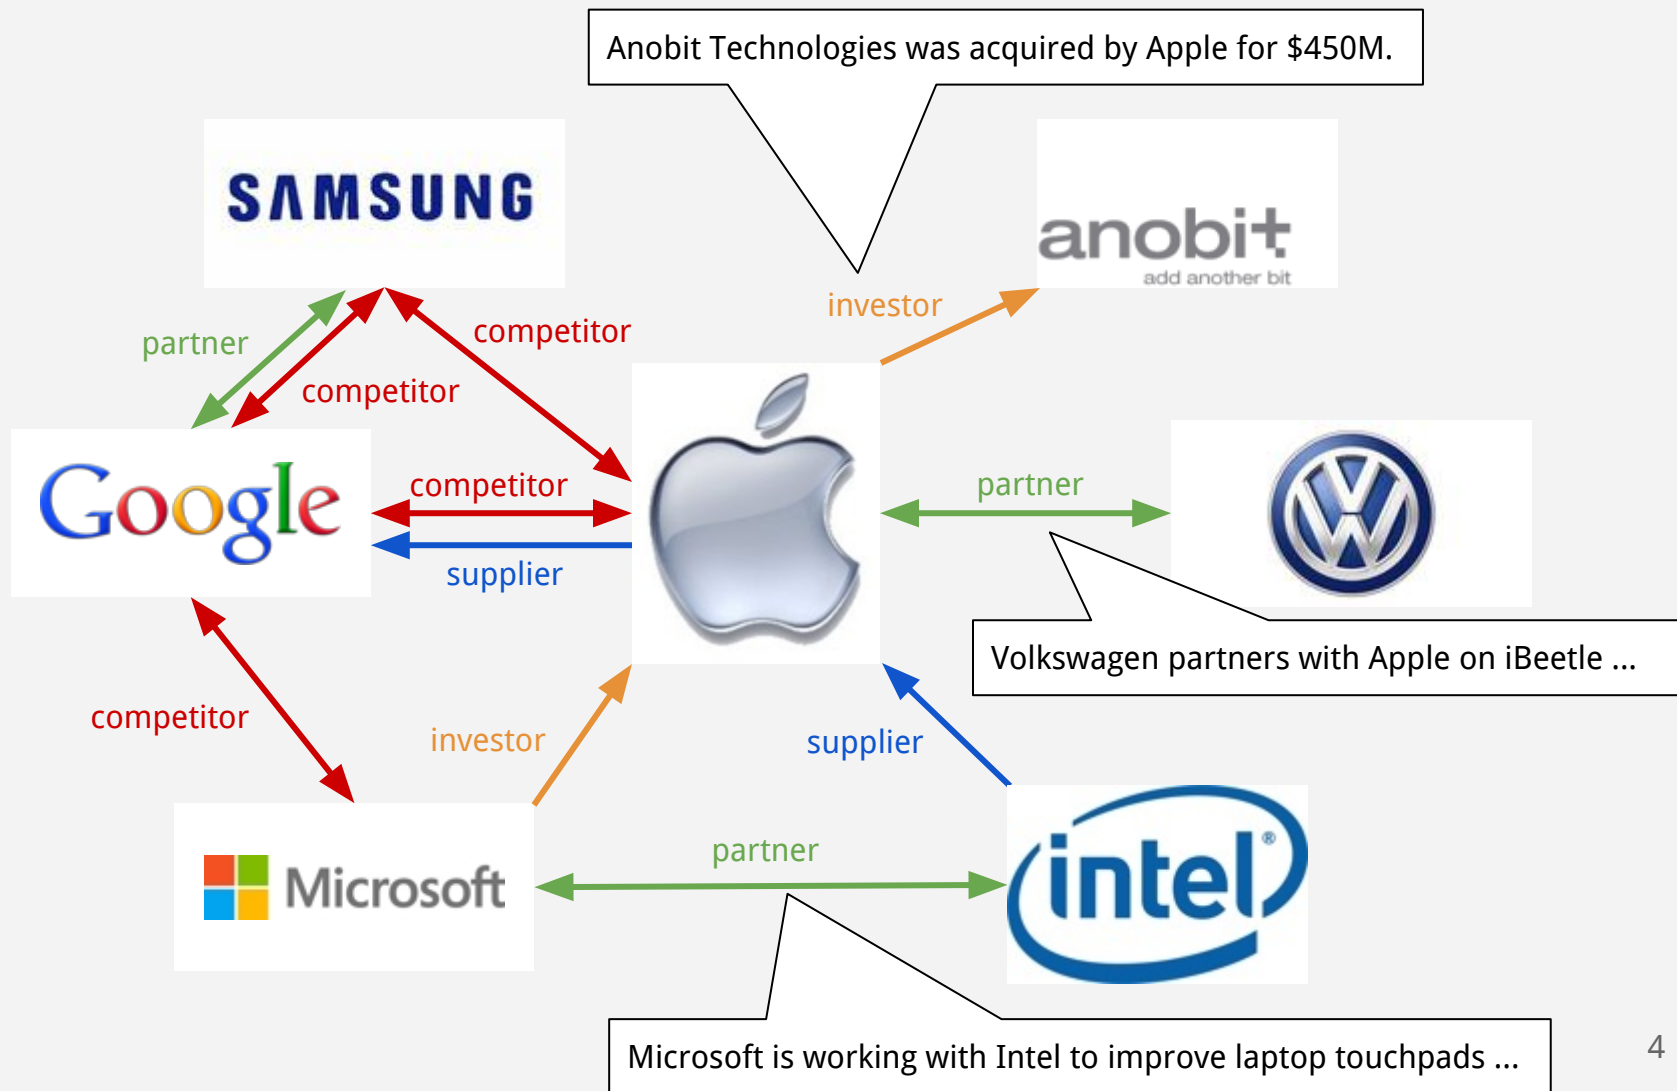 Anobit Technologies was acquired by Apple for $450M.
SAMSUNG
anobit
add another bit
investor
partner
competitor
competitor
Google
competitor
supplier
partner
Volkswagen partners with Apple on iBeetle ...
competitor
investor
supplier
Microsoft
partner
intel®
Microsoft is working with Intel to improve laptop touchpads ...
4